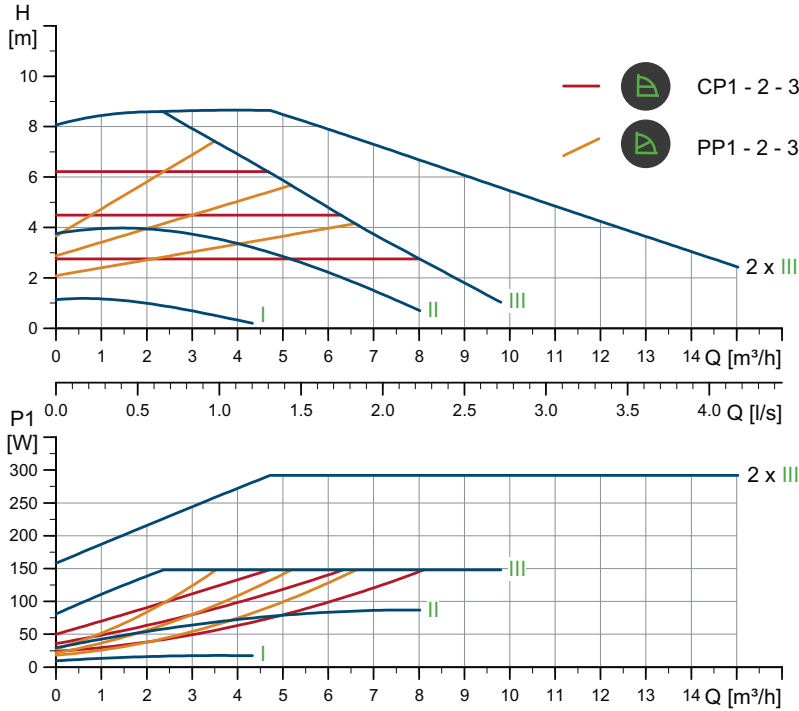 H
[m]
10
8
6
4
2
0
CP1 - 2 - 3
PP1 - 2 - 3
2 x III
I
II
III
0 1 2 3 4 5 6 7 8 9 10 11 12 13 14 Q [m³/h]
0.0 0.5 1.0 1.5 2.0 2.5 3.0 3.5 4.0 Q [l/s]
P1
[W]
300
250
200
150
100
50
0
2 x III
III
II
I
0 1 2 3 4 5 6 7 8 9 10 11 12 13 14 Q [m³/h]